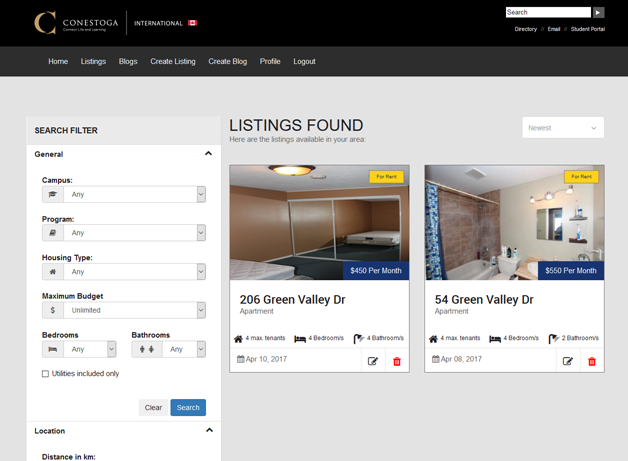 CONESTOGA
Connect Life and Learning
INTERNATIONAL
Search
Directory // Email // Student Portal
Home Listings Blogs Create Listing Create Blog Profile Logout
SEARCH FILTER
General
Campus:
Any
Program:
Any
Housing Type:
Any
Maximum Budget
$ Unlimited
Bedrooms Bathrooms
Any Any
Utilities included only
Clear Search
Location
Distance in km:
LISTINGS FOUND
Here are the listings available in your area:
Newest
For Rent
$450 Per Month
206 Green Valley Dr
Apartment
4 max. tenants 4 Bedroom/s 4 Bathroom/s
Apr 10, 2017
For Rent
$550 Per Month
54 Green Valley Dr
Apartment
4 max. tenants 4 Bedroom/s 2 Bathroom/s
Apr 08, 2017